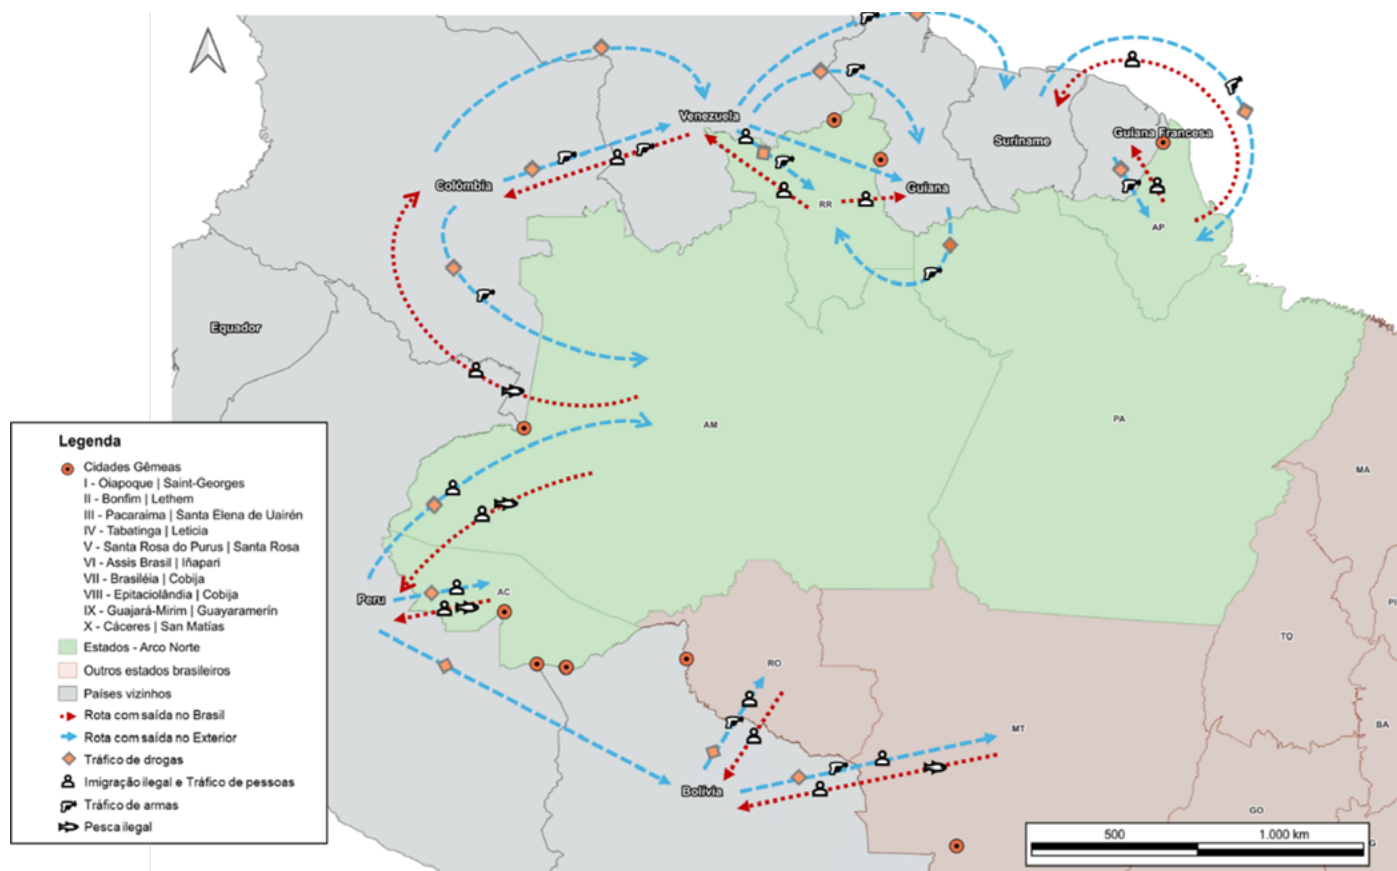 Venezuela
Suriname
Guiana Francesa
Colômbia
Guiana
RR
AP
Equador
AM
PA
MA
Legenda
Cidades Gêmeas
I - Oiapoque | Saint-Georges
II - Bonfim | Lethem
III - Pacaraima | Santa Elena de Uairén
IV - Tabatinga | Leticia
V - Santa Rosa do Purus | Santa Rosa
VI - Assis Brasil | Iñapari
VII - Brasiléia | Cobija
VIII - Epitaciolândia | Cobija
IX - Guajará-Mirim | Guayaramerín
X - Cáceres | San Matías
Estados - Arco Norte
Outros estados brasileiros
Países vizinhos
Rota com saída no Brasil
Rota com saída no Exterior
Tráfico de drogas
Imigração ilegal e Tráfico de pessoas
Tráfico de armas
Pesca ilegal
Peru
AC
PI
TO
RO
MT
BA
Bolívia
GO
500
1.000 km